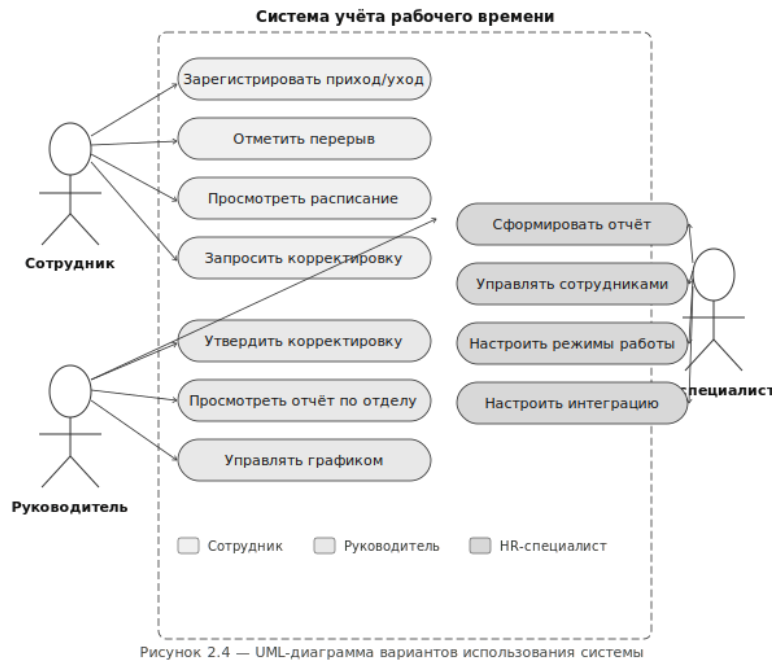 Система учёта рабочего времени
Зарегистрировать приход/уход
Отметить перерыв
Просмотреть расписание
Запросить корректировку
Сотрудник
Утвердить корректировку
Просмотреть отчёт по отделу
Управлять графиком
Руководитель
Сформировать отчёт
Управлять сотрудниками
Настроить режимы работы
Настроить интеграцию
специалист
Сотрудник
Руководитель
HR-специалист
Рисунок 2.4 — UML-диаграмма вариантов использования системы